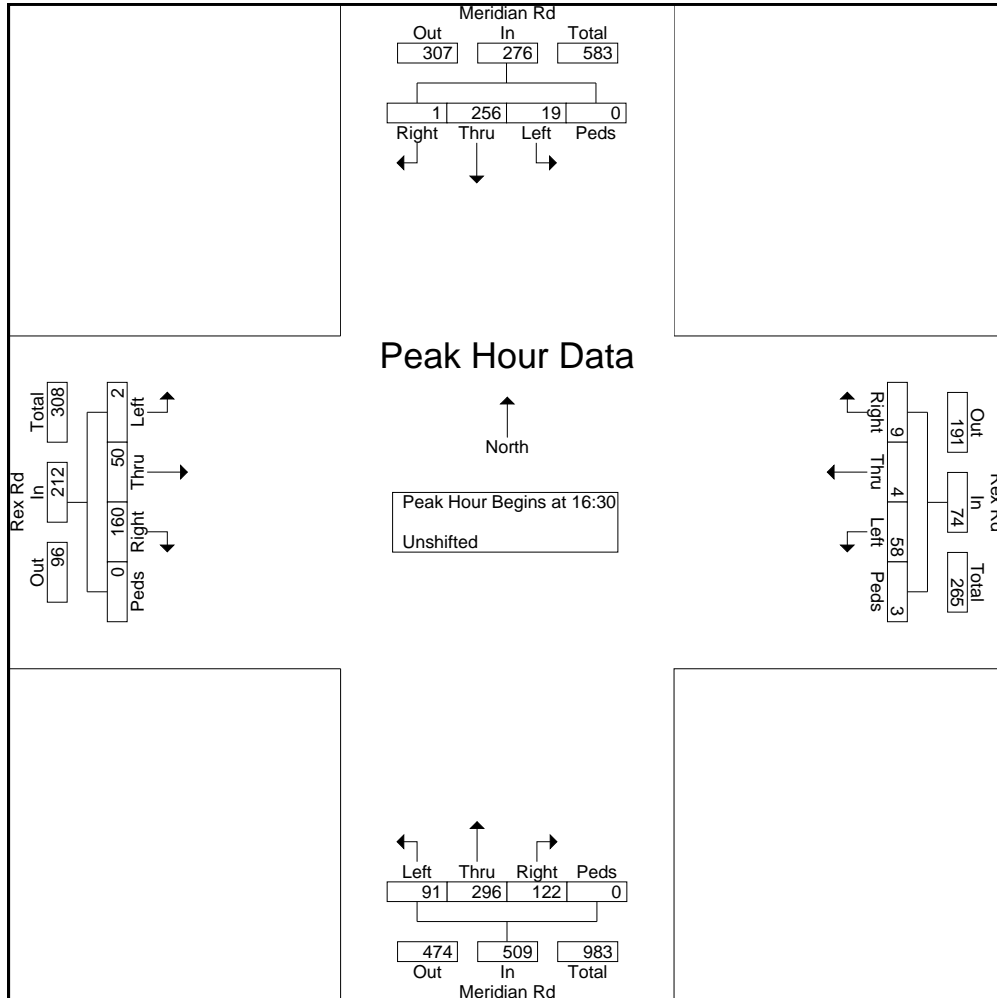 Meridian Rd
Out In Total
307 276 583
1 256 19 0
Right Thru Left Peds
Peak Hour Data
North
Peak Hour Begins at 16:30
Unshifted
Rex Rd
Total In Out
308 212 96
2 50 160 0
Left Thru Right Peds
Rex Rd
Out In Total
191 74 265
9 4 58 3
Right Thru Left Peds
Left Thru Right Peds
91 296 122 0
474 509 983
Out In Total
Meridian Rd